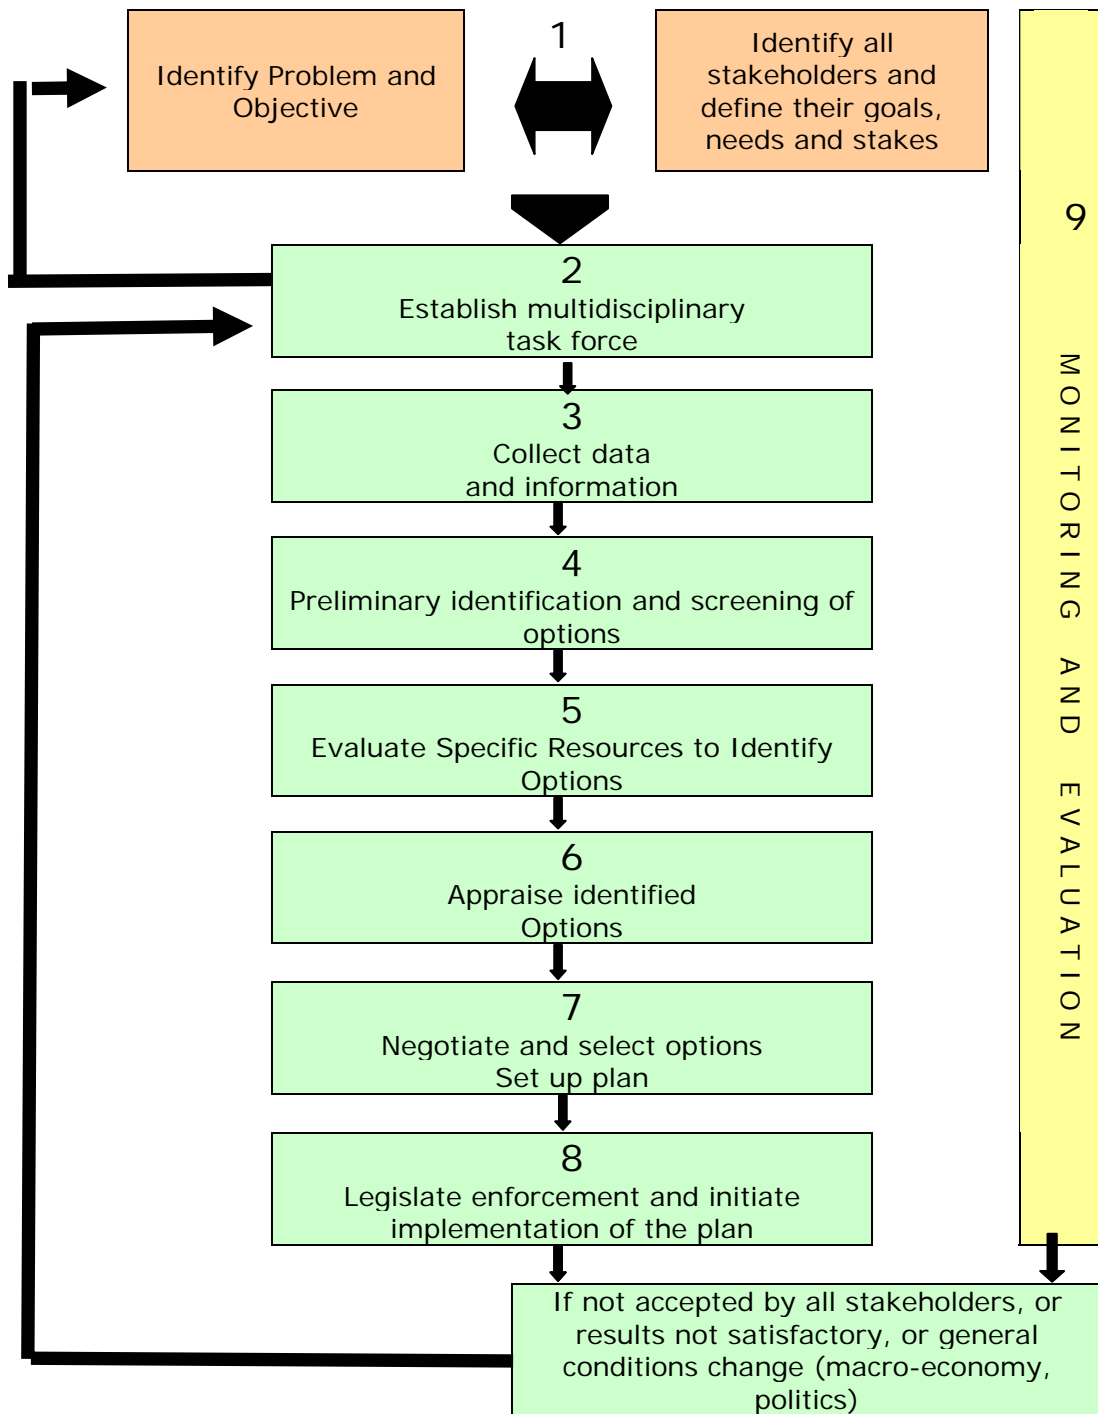 1
Identify Problem and
Objective
Identify all
stakeholders and
define their goals,
needs and stakes
2
Establish multidisciplinary
task force
3
Collect data
and information
4
Preliminary identification and screening of
options
5
Evaluate Specific Resources to Identify
Options
6
Appraise identified
Options
7
Negotiate and select options
Set up plan
8
Legislate enforcement and initiate
implementation of the plan
9
MONITORING AND EVALUATION
If not accepted by all stakeholders, or
results not satisfactory, or general
conditions change (macro-economy,
politics)